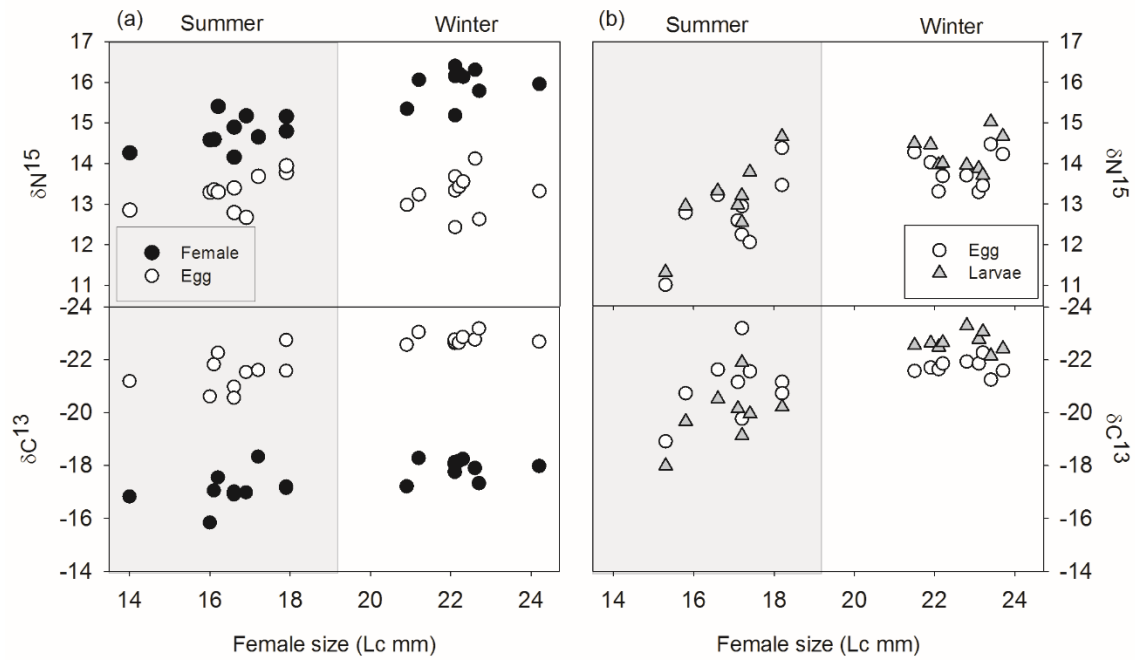 (a) Summer Winter
17
16
15
14
13
12
11
δN15
Female
Egg
-24
-22
-20
-18
-16
-14
δC13
14 16 18 20 22 24
Female size (Lc mm)
(b) Summer Winter
17
16
15
14
13
12
11
δN15
Egg
Larvae
-24
-22
-20
-18
-16
-14
δC13
14 16 18 20 22 24
Female size (Lc mm)